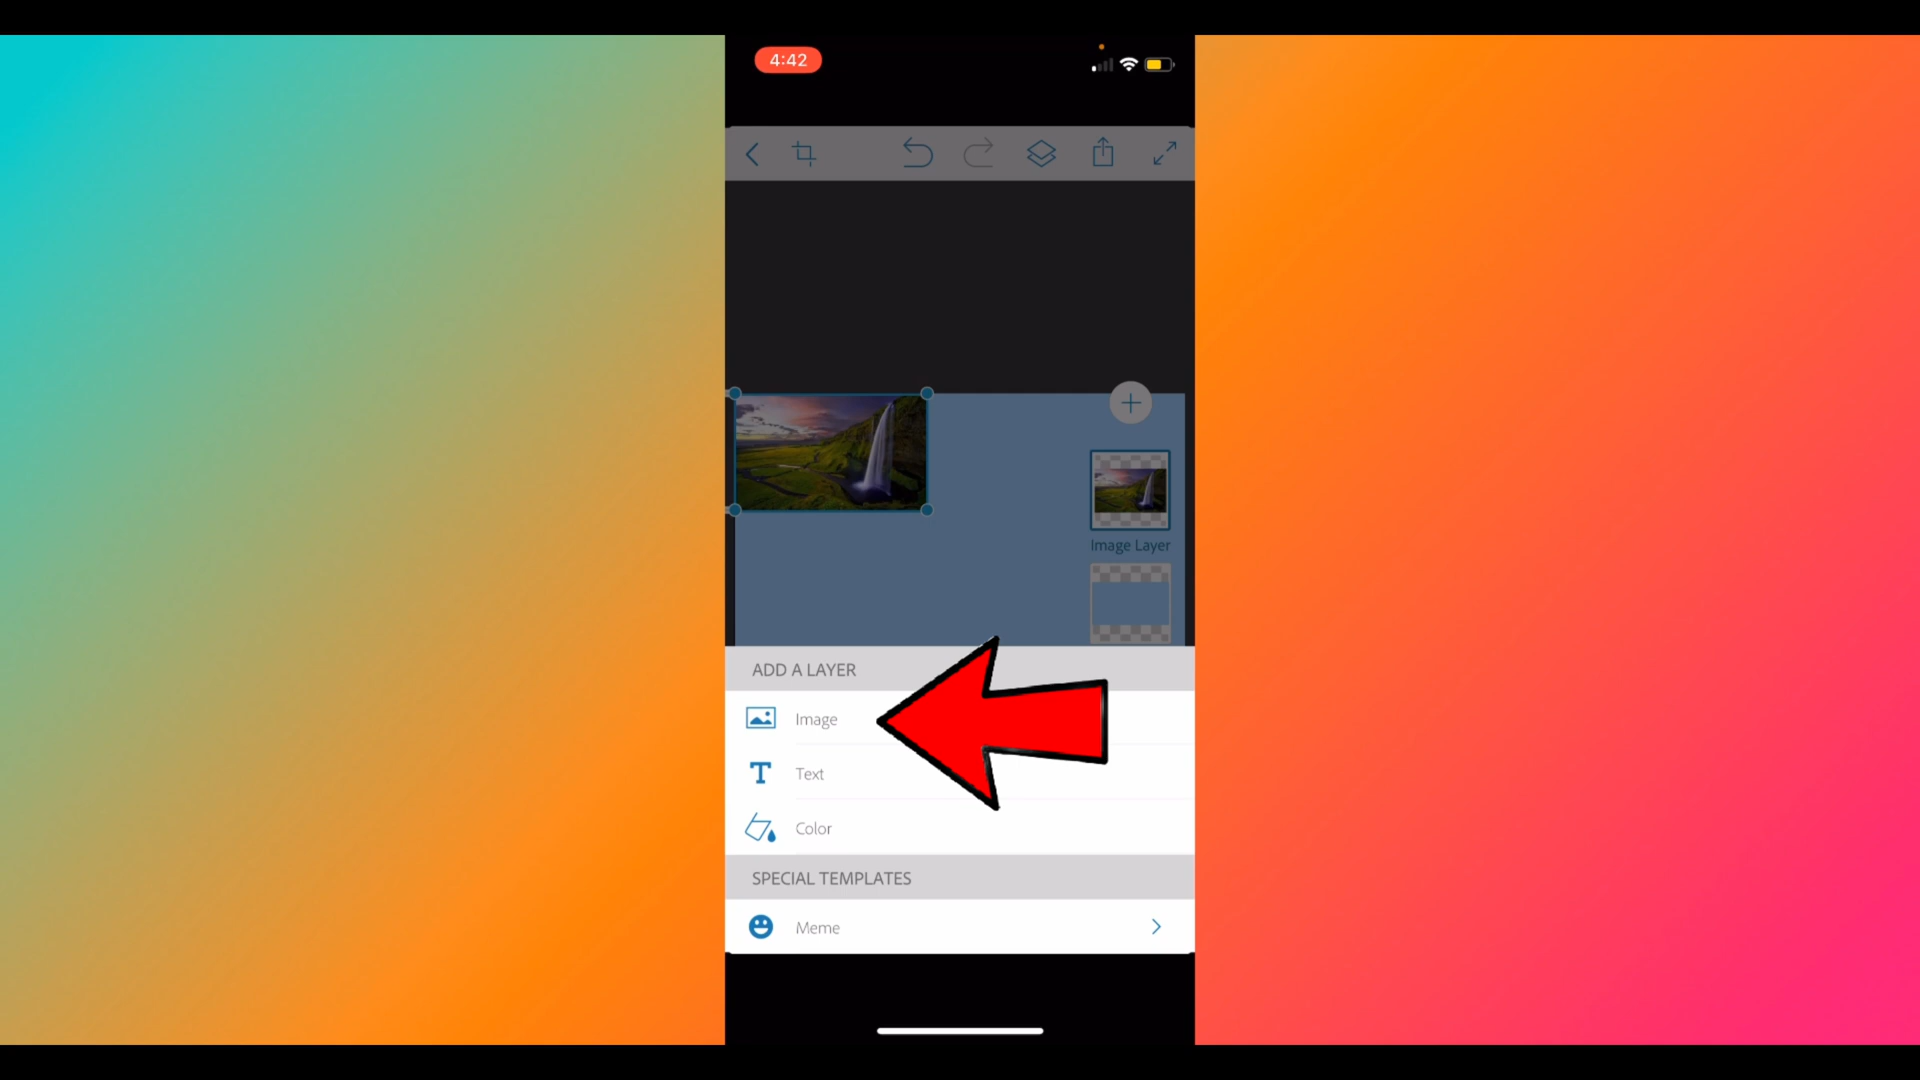 4:42
Image Layer
ADD A LAYER
Image
Text
Color
SPECIAL TEMPLATES
Meme